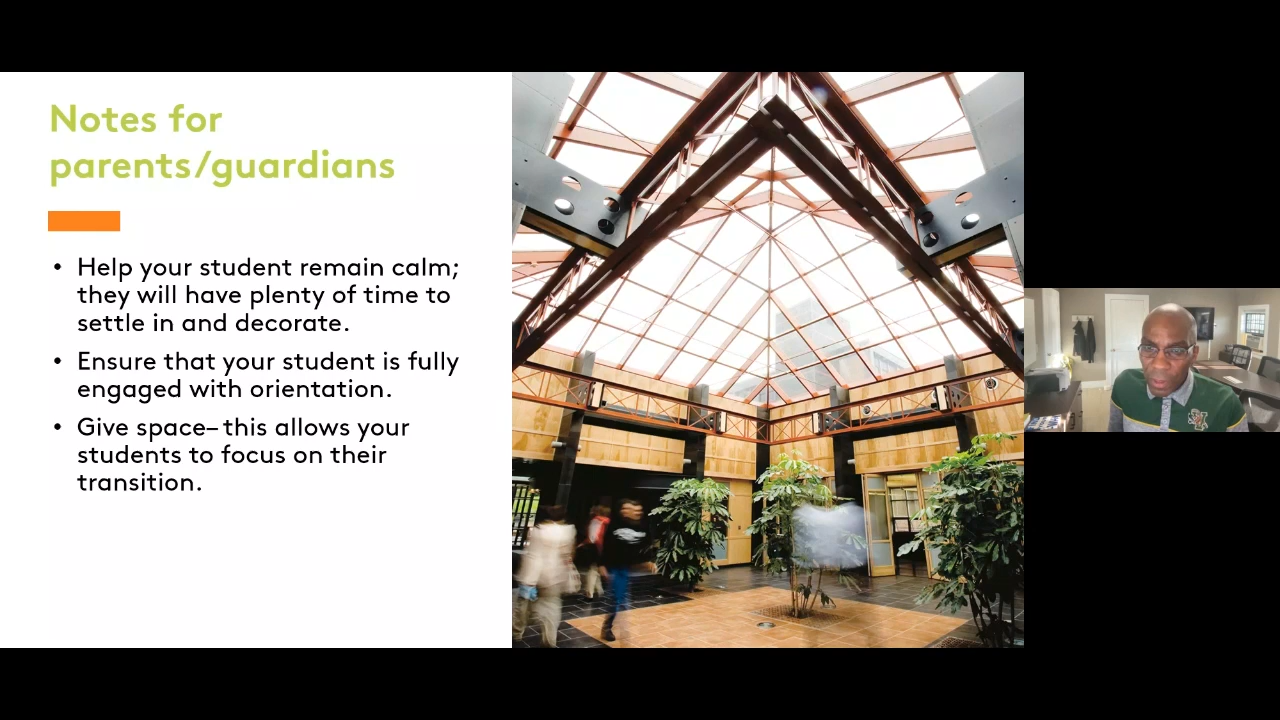 Notes for
parents/guardians
• Help your student remain calm;
they will have plenty of time to
settle in and decorate.
• Ensure that your student is fully
engaged with orientation.
• Give space– this allows your
students to focus on their
transition.